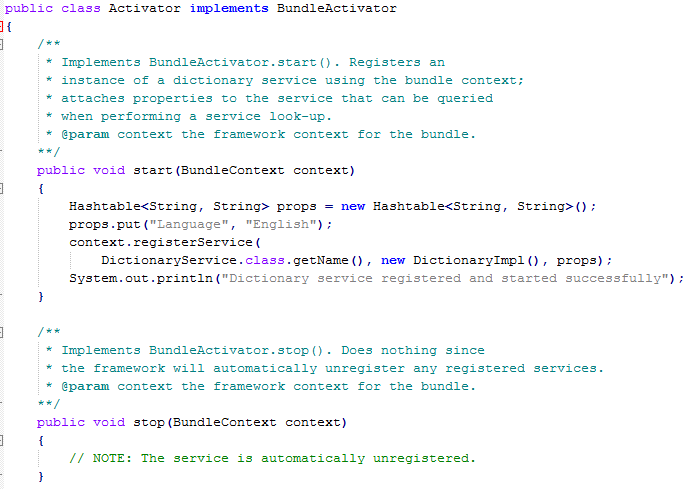 public class Activator implements BundleActivator
{
    /**
     * Implements BundleActivator.start(). Registers an
     * instance of a dictionary service using the bundle context;
     * attaches properties to the service that can be queried
     * when performing a service look-up.
     * @param context the framework context for the bundle.
    **/
    public void start(BundleContext context)
    {
        Hashtable<String, String> props = new Hashtable<String, String>();
        props.put("Language", "English");
        context.registerService(
            DictionaryService.class.getName(), new DictionaryImpl(), props);
        System.out.println("Dictionary service registered and started successfully");
    }

    /**
     * Implements BundleActivator.stop(). Does nothing since
     * the framework will automatically unregister any registered services.
     * @param context the framework context for the bundle.
    **/
    public void stop(BundleContext context)
    {
        // NOTE: The service is automatically unregistered.
    }